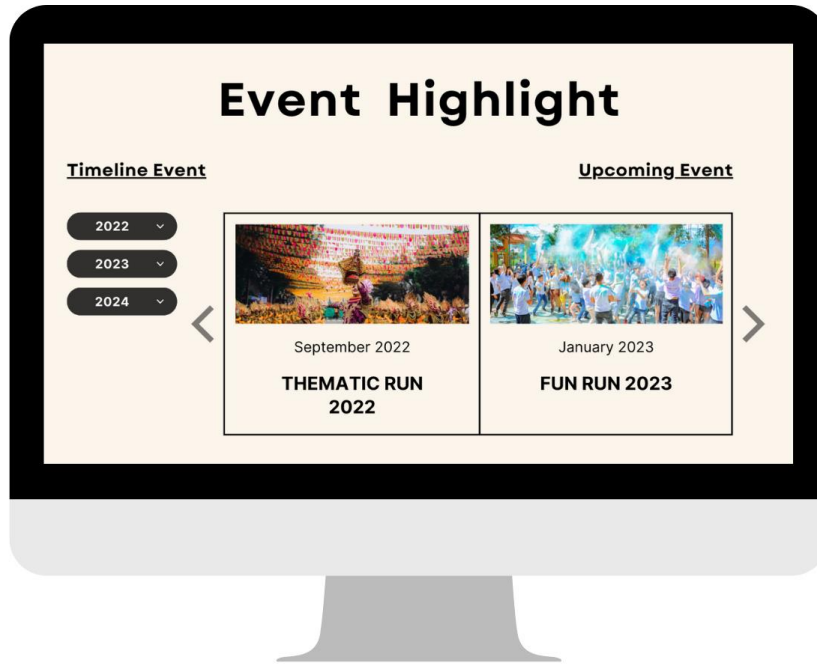 Event Highlight
Timeline Event
Upcoming Event
2022
2023
2024
September 2022
THEMATIC RUN
2022
January 2023
FUN RUN 2023